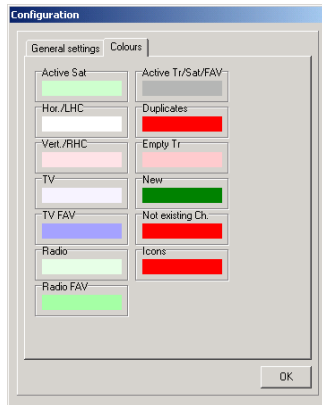 Configuration
General settings
Colours
Active Sat
Active Tr/Sat/FAV
Hor./LHC
Duplicates
Vert./RHC
Empty Tr
TV
New
TV FAV
Not existing Ch.
Radio
Icons
Radio FAV
OK